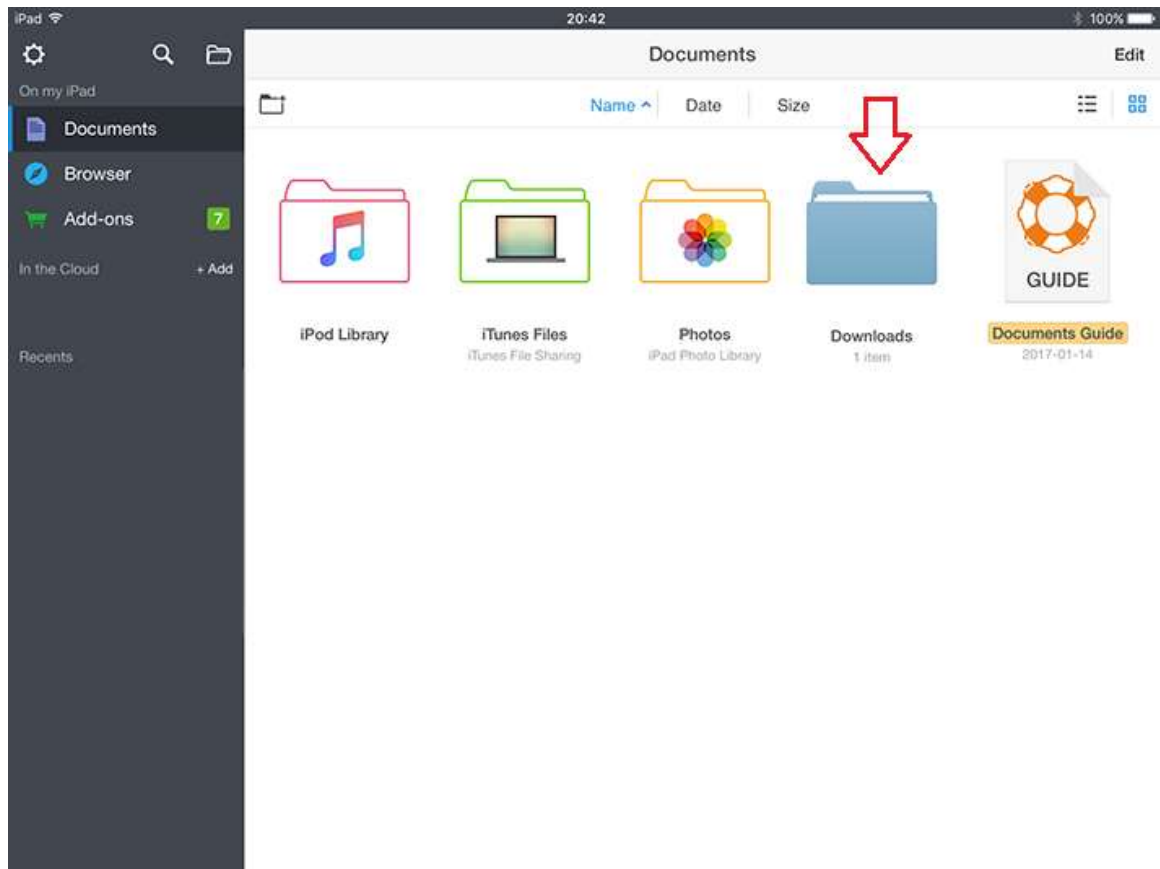 iPad 20:42 100%
Documents Edit
On my iPad
Name Date Size
Documents
Browser
Add-ons 7
In the Cloud + Add
GUIDE
iPod Library iTunes Files Photos Downloads Documents Guide
iTunes File Sharing iPad Photo Library 1 item 2017-01-14
Recents